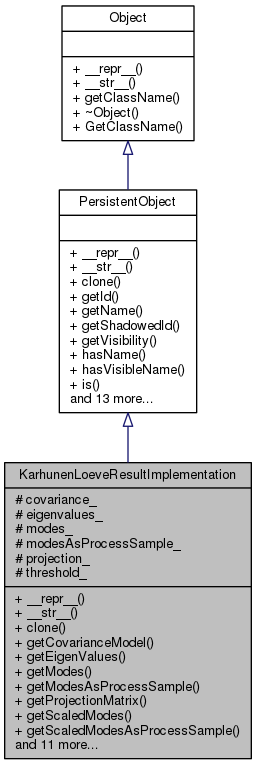 Object
+ __repr__()
+ __str__()
+ getClassName()
+ ~Object()
+ GetClassName()
PersistentObject
+ __repr__()
+ __str__()
+ clone()
+ getId()
+ getName()
+ getShadowedId()
+ getVisibility()
+ hasName()
+ hasVisibleName()
+ is()
and 13 more...
KarhunenLoeveResultImplementation
# covariance_
# eigenvalues_
# modes_
# modesAsProcessSample_
# projection_
# threshold_
+ __repr__()
+ __str__()
+ clone()
+ getCovarianceModel()
+ getEigenValues()
+ getModes()
+ getModesAsProcessSample()
+ getProjectionMatrix()
+ getScaledModes()
+ getScaledModesAsProcessSample()
and 11 more...